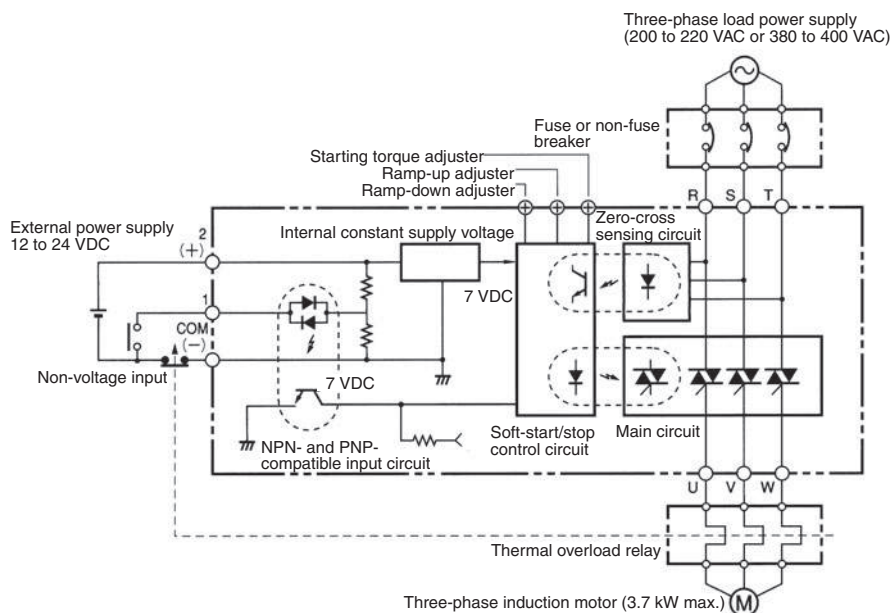 Three-phase load power supply
(200 to 220 VAC or 380 to 400 VAC)
Fuse or non-fuse
breaker
Starting torque adjuster
Ramp-up adjuster
Ramp-down adjuster
R
S
T
External power supply
12 to 24 VDC
2
(+)
Internal constant supply voltage
Zero-cross
sensing circuit
7 VDC
1
COM
(−)
Non-voltage input
7 VDC
NPN- and PNP-
compatible input circuit
Soft-start/stop
control circuit
Main circuit
U
V
W
Thermal overload relay
Three-phase induction motor (3.7 kW max.)
M